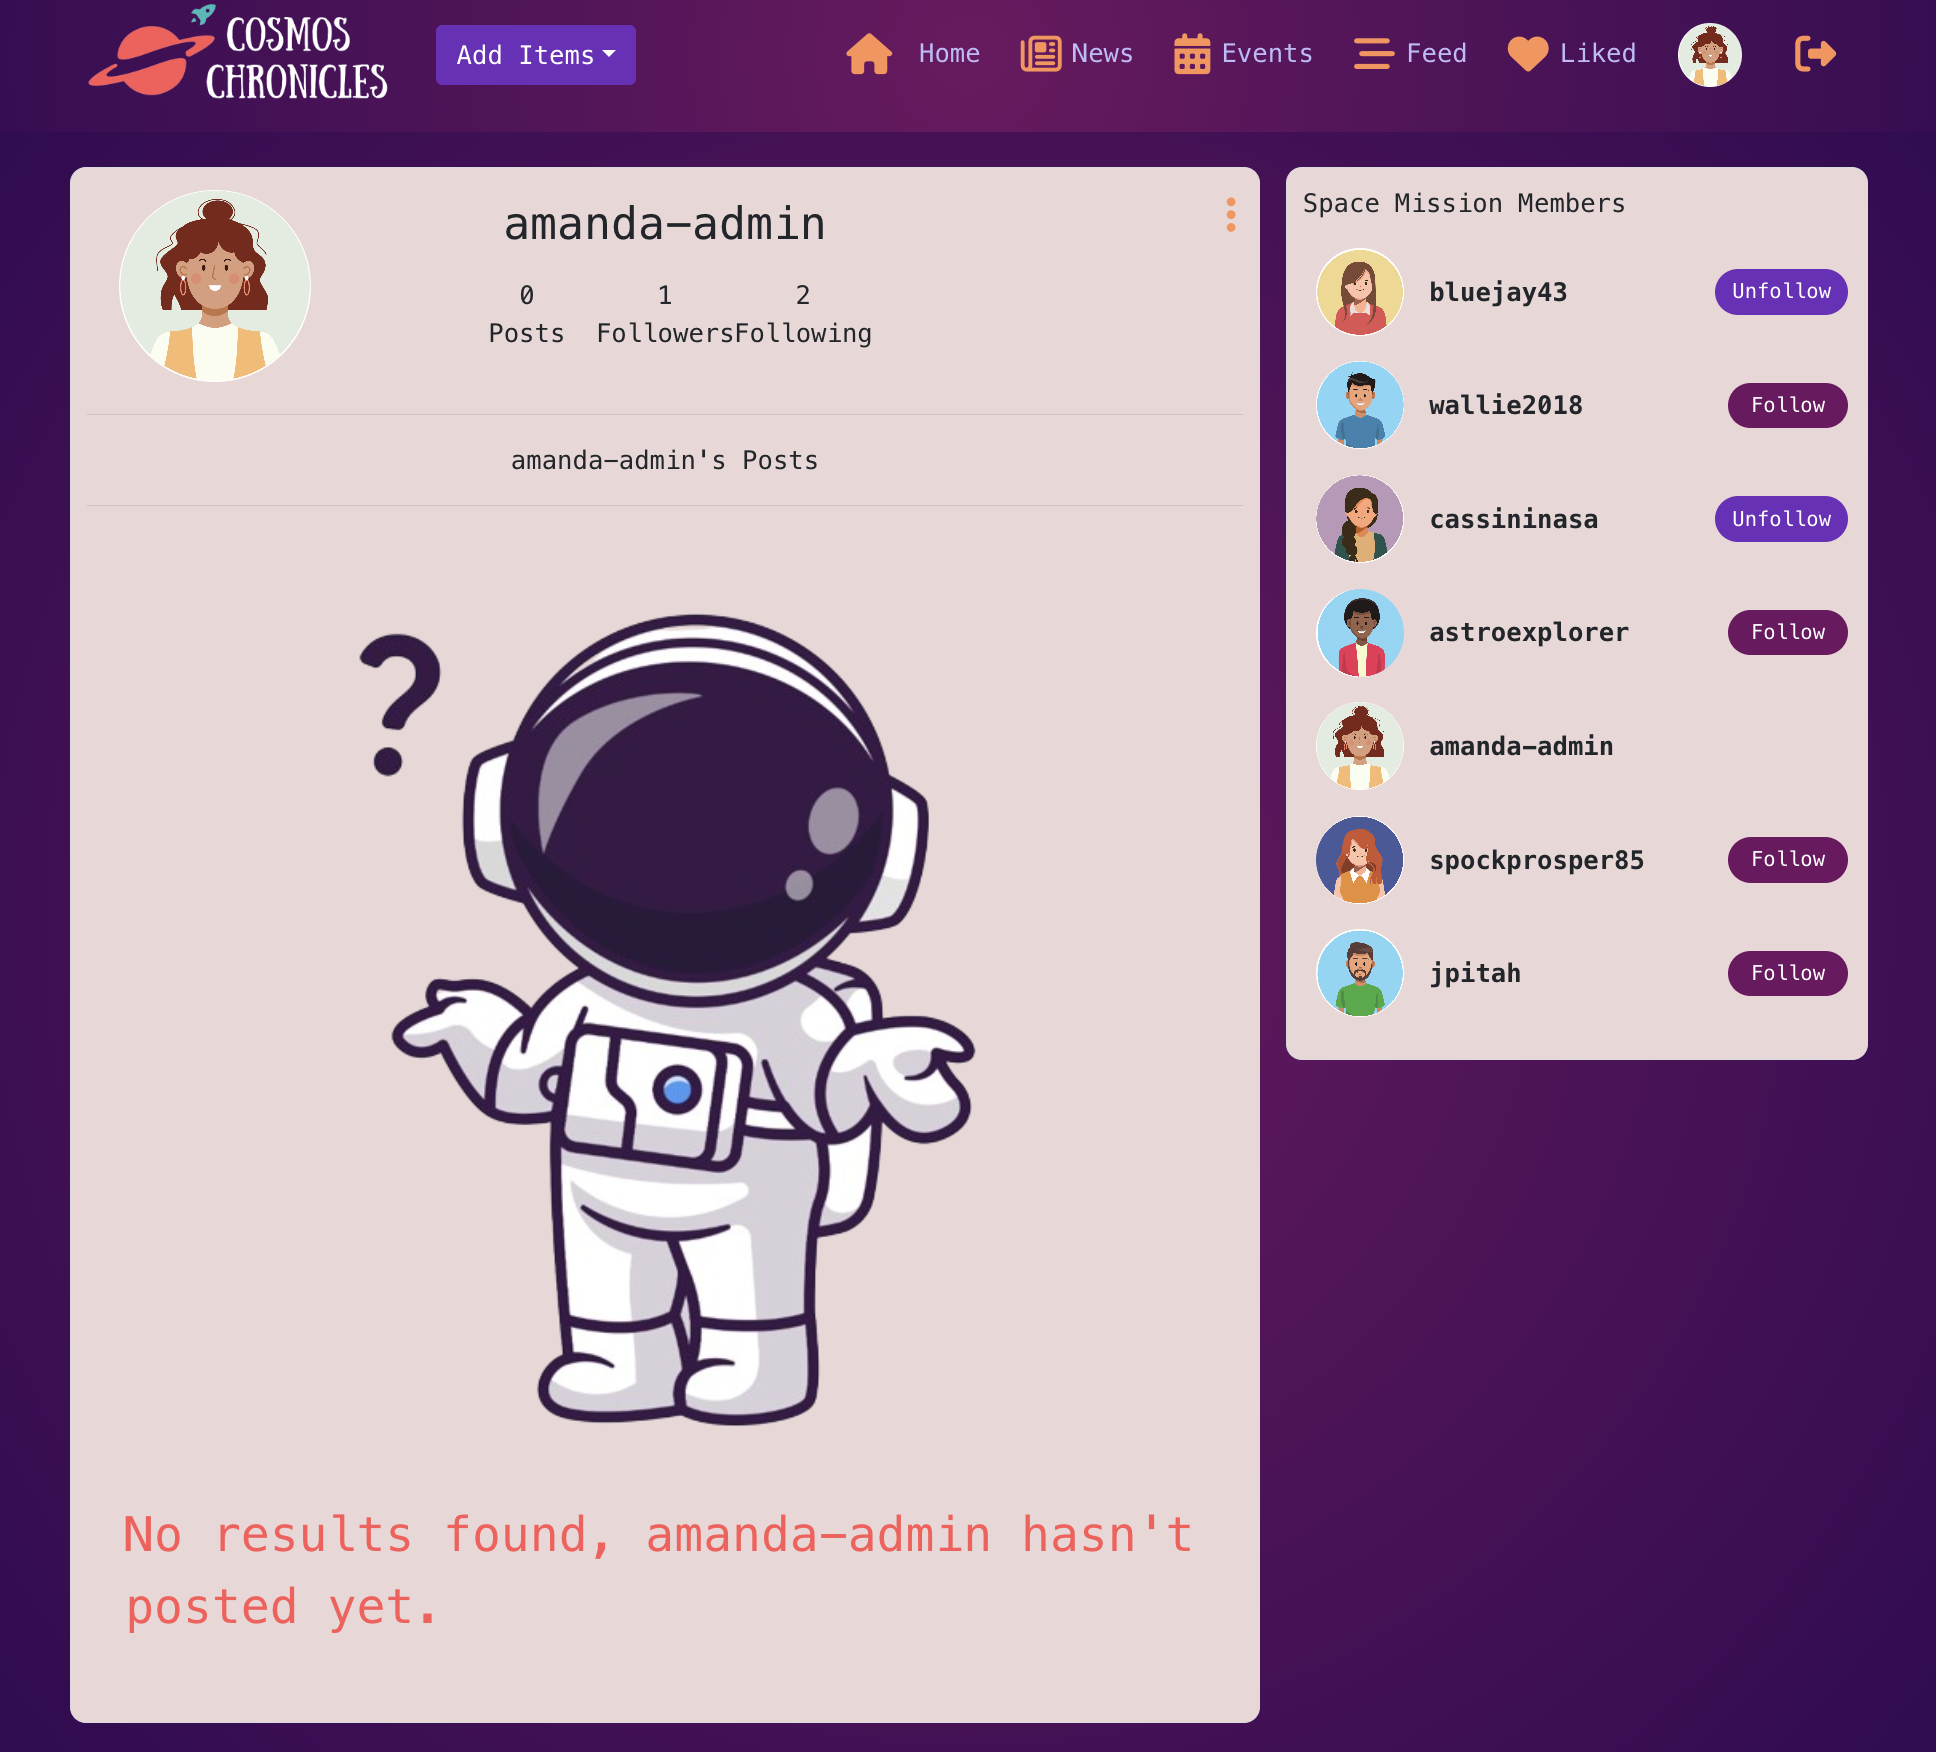 COSMOS
CHRONICLES
Add Items
Home
News
Events
Feed
Liked
amanda-admin
0
Posts
1
Followers
2
Following
amanda-admin's Posts
?
No results found, amanda-admin hasn't
posted yet.
Space Mission Members
bluejay43
Unfollow
wallie2018
Follow
cassininasa
Unfollow
astroexplorer
Follow
amanda-admin
spockprosper85
Follow
jpitah
Follow